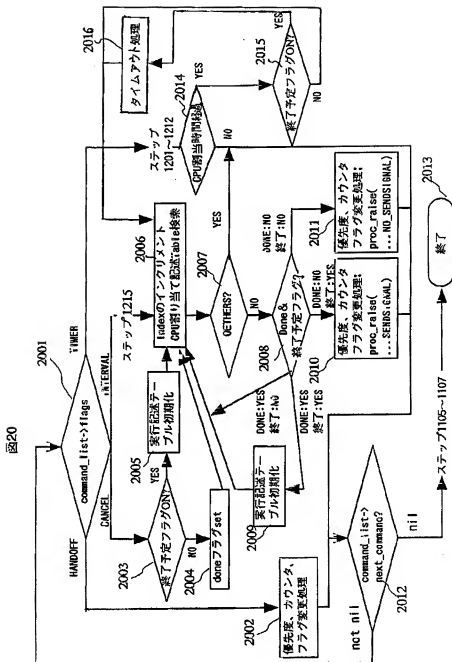 図20
2001
command_list->flags
HANDOFF
CANCEL
INTERVAL
TIMER
2003
終了予定フラグON?
YES
NO
2004
doneフラグset
2005
実行記述テー
ブル初期化
ステップ1215
2006
Indexのインクリメント
CPU割り当て記述table検索
ステップ
1201~1212
2014
CPU割当時間経過
YES
NO
2015
終了予定フラグON?
YES
NO
2016
タイムアウト処理
2007
OETHERS?
YES
NO
2008
Done &
終了予定フラグ?
DONE:YES
終了:NO
DONE:YES
終了:YES
DONE:NO
終了:YES
DONE:NO
終了:NO
2009
実行記述テー
ブル初期化
2002
優先度、カウンタ、
フラグ変更処理
2010
優先度、カウンタ
フラグ変更処理;
proc_raise(
...SENDSIGAAL)
2011
優先度、カウンタ
フラグ変更処理;
proc_raise(
...NO_SENDSIGNAL)
2012
command_list->
next_command?
not nil
nil
ステップ1105~1107
2013
終了